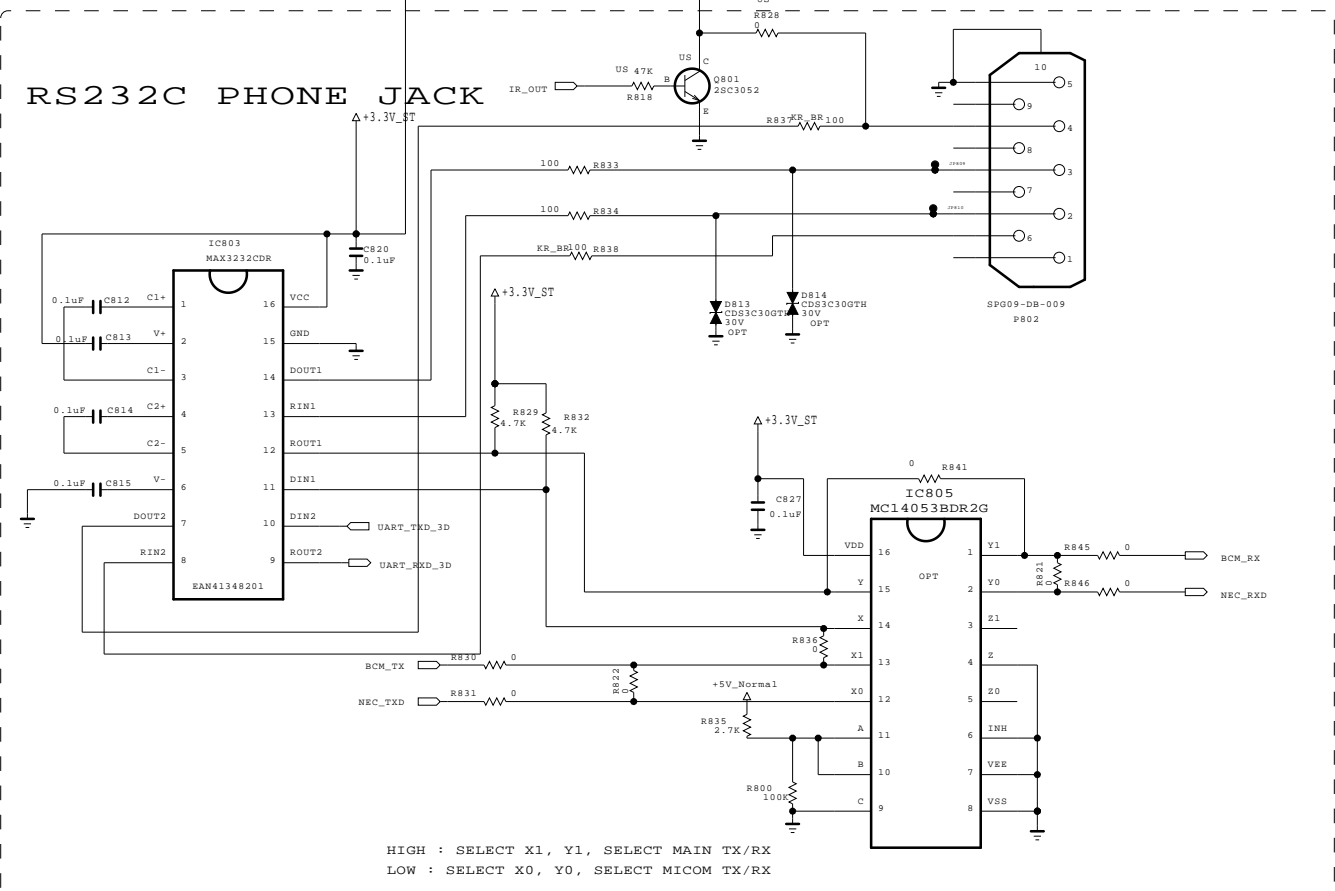 RS232C PHONE JACK
+3.3V_ST
R828
0
US
US 47K
R818
IR_OUT
B
C
E
Q801
2SC3052
R837 KR_BR 100
100 R833
100 R834
KR_BR 100 R838
JP809
JP810
10
5
9
4
8
3
7
2
6
1
SPG09-DB-009
P802
D813
CDS3C30GTH
30V
OPT
D814
CDS3C30GTH
30V
OPT
C820
0.1uF
IC803
MAX3232CDR
0.1uF C812
C1+ 1
16 VCC
0.1uF C813
V+ 2
15 GND
C1- 3
14 DOUT1
0.1uF C814
C2+ 4
13 RIN1
C2- 5
12 ROUT1
0.1uF C815
V- 6
11 DIN1
DOUT2 7
10 DIN2
UART_TXD_3D
RIN2 8
9 ROUT2
UART_RXD_3D
EAN41348201
+3.3V_ST
R829
4.7K
R832
4.7K
+3.3V_ST
C827
0.1uF
0 R841
IC805
MC14053BDR2G
OPT
VDD 16
1 Y1
Y 15
2 Y0
X 14
3 Z1
X1 13
4 Z
X0 12
5 Z0
A 11
6 INH
B 10
7 VEE
C 9
8 VSS
R845 0
BCM_RX
R821
0
R846 0
NEC_RXD
R836
0
BCM_TX
R830 0
R822
0
NEC_TXD
R831 0
+5V_Normal
R835
2.7K
R800
100K
HIGH : SELECT X1, Y1, SELECT MAIN TX/RX
LOW : SELECT X0, Y0, SELECT MICOM TX/RX